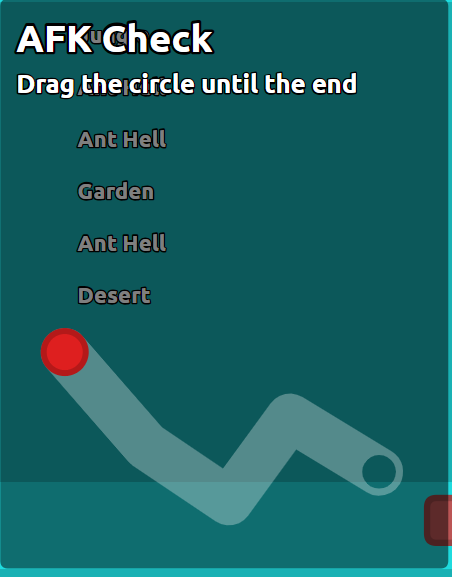 AFK Check
Drag the circle until the end
Ant Hell
Garden
Ant Hell
Desert